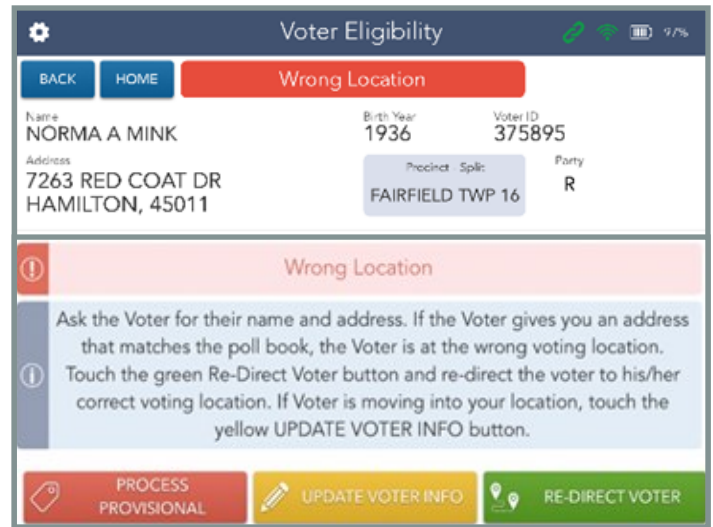 Voter Eligibility 97%
BACK HOME Wrong Location
Name Birth Year Voter ID
NORMA A MINK 1936 375895
Address Precinct - Split Party
7263 RED COAT DR FAIRFIELD TWP 16 R
HAMILTON, 45011
Wrong Location
Ask the Voter for their name and address. If the Voter gives you an address
that matches the poll book, the Voter is at the wrong voting location.
Touch the green Re-Direct Voter button and re-direct the voter to his/her
correct voting location. If Voter is moving into your location, touch the
yellow UPDATE VOTER INFO button.
PROCESS
PROVISIONAL UPDATE VOTER INFO RE-DIRECT VOTER